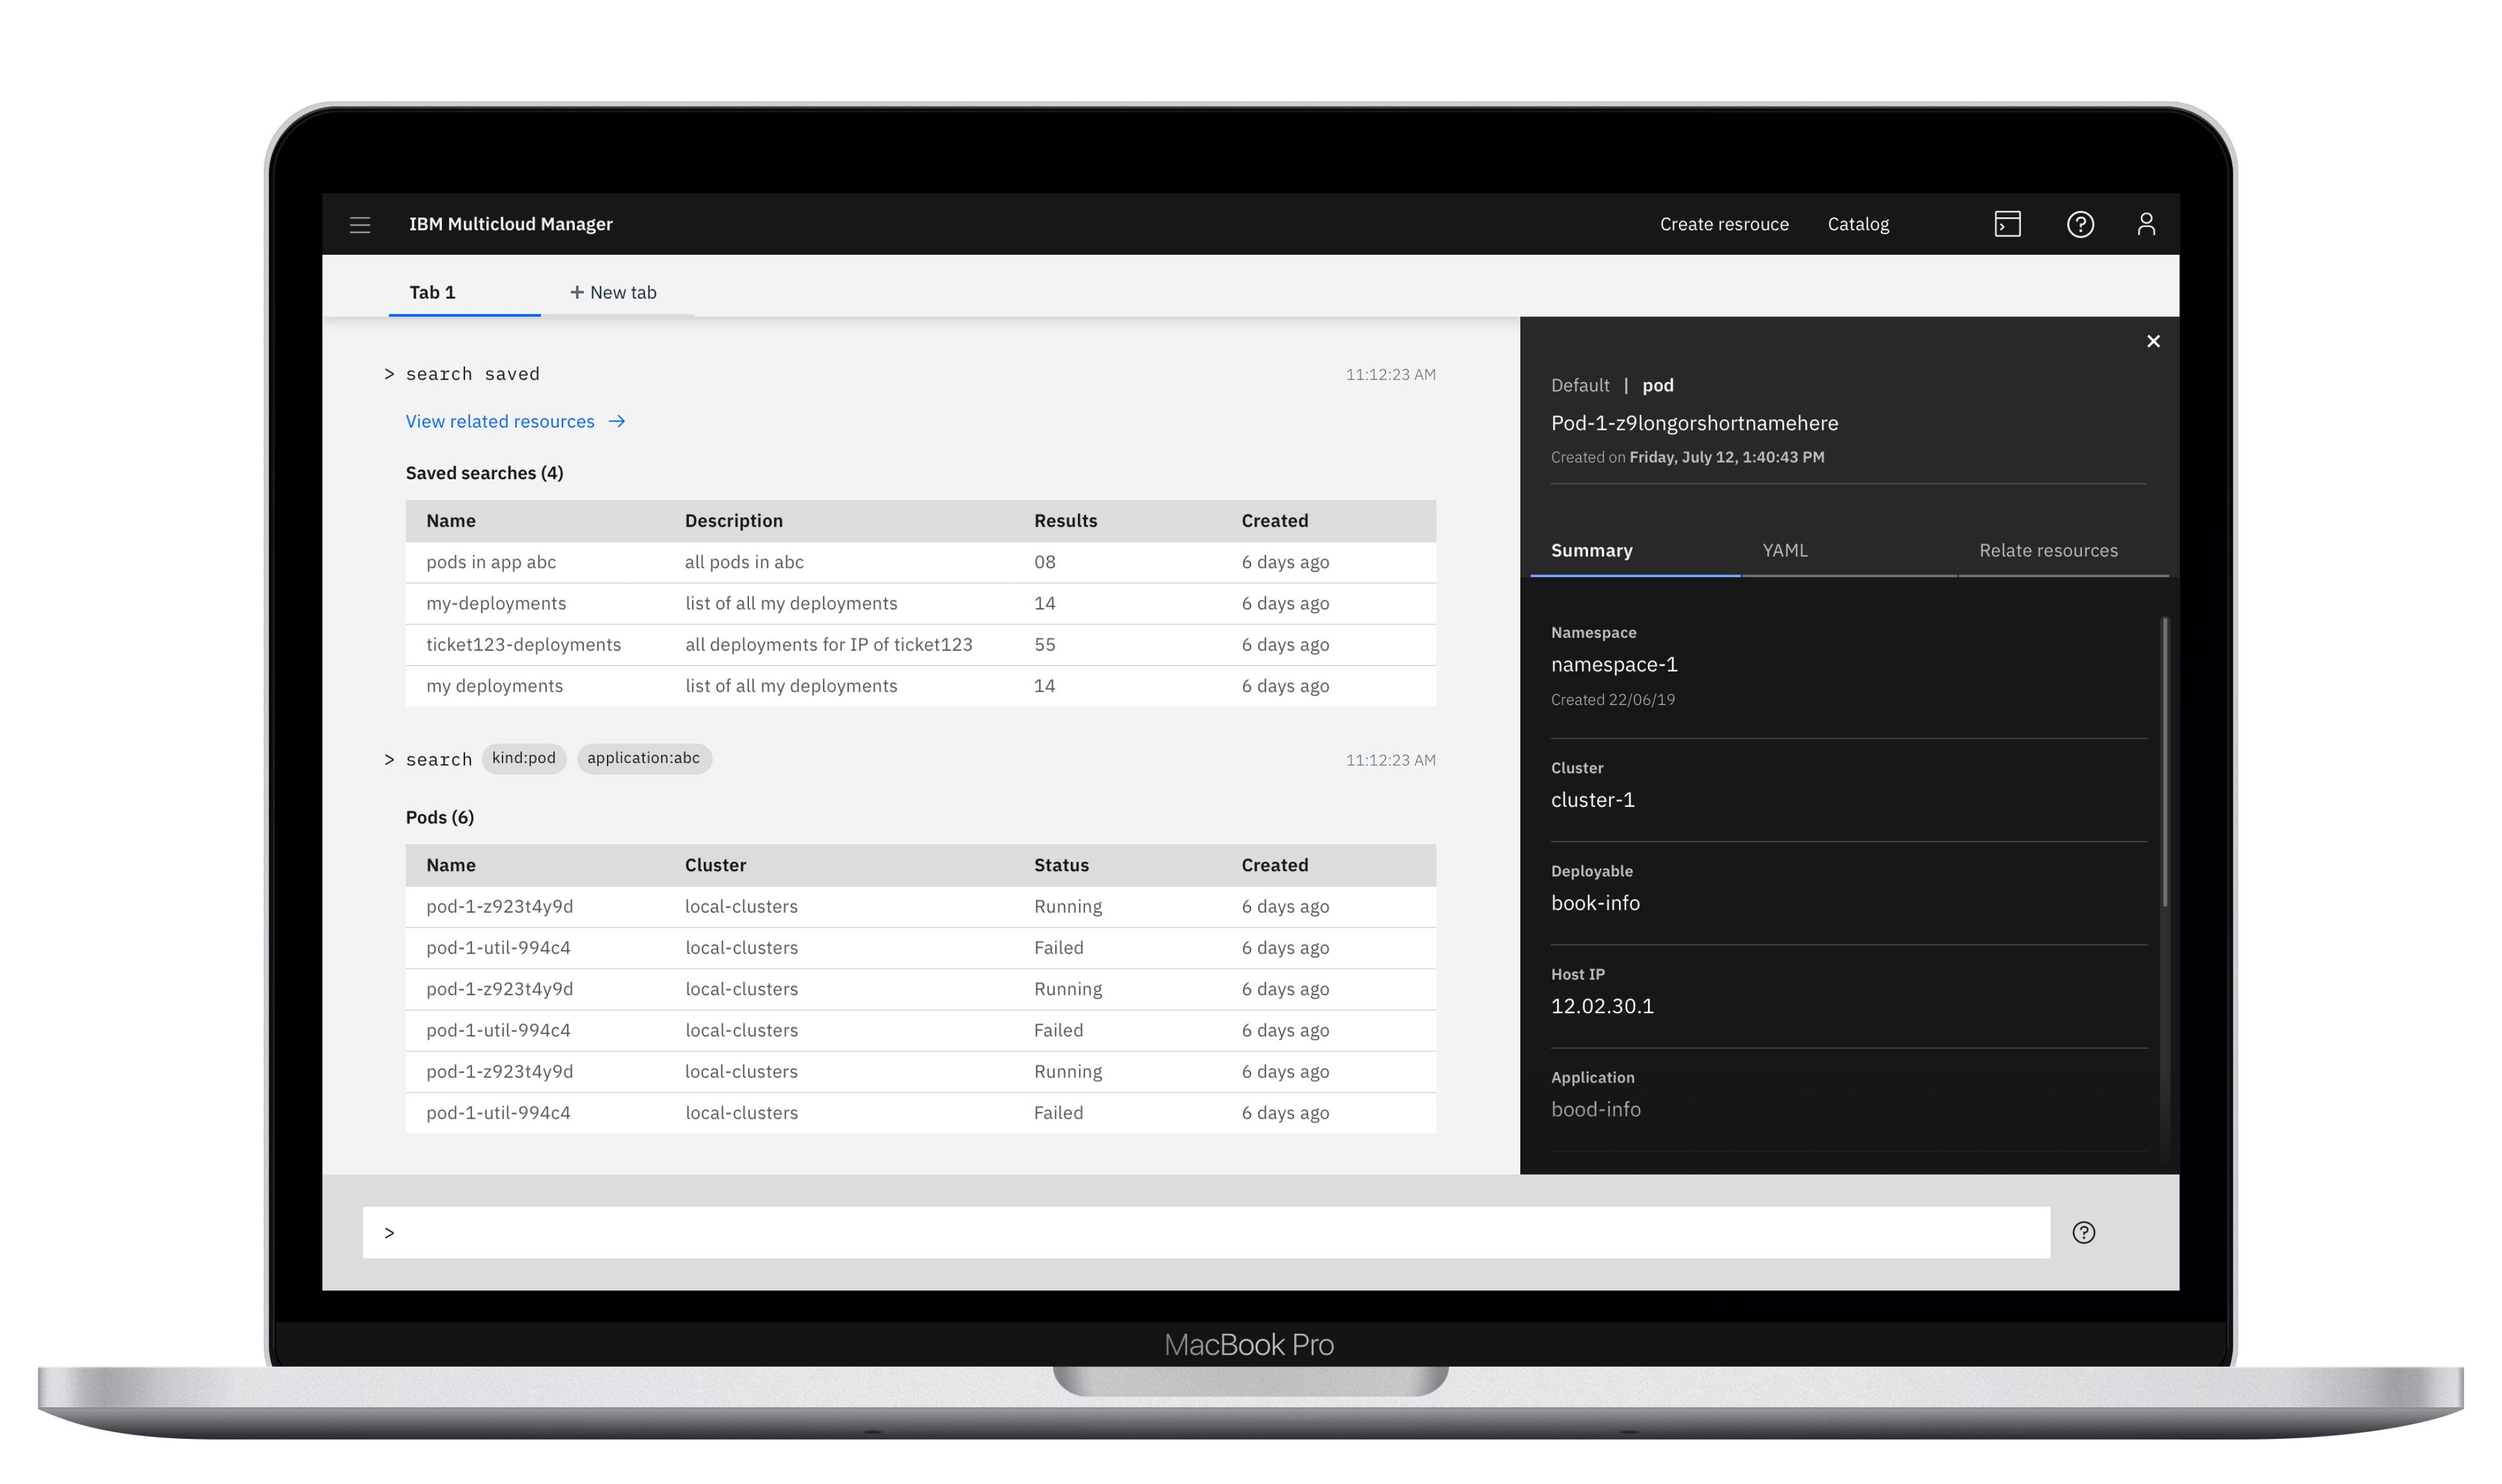 IBM Multicloud Manager Create resrouce Catalog
Tab 1 + New tab
> search saved 11:12:23 AM
View related resources →
Saved searches (4)
Name Description Results Created
pods in app abc all pods in abc 08 6 days ago
my-deployments list of all my deployments 14 6 days ago
ticket123-deployments all deployments for IP of ticket123 55 6 days ago
my deployments list of all my deployments 14 6 days ago
> search kind:pod application:abc 11:12:23 AM
Pods (6)
Name Cluster Status Created
pod-1-z923t4y9d local-clusters Running 6 days ago
pod-1-util-994c4 local-clusters Failed 6 days ago
pod-1-z923t4y9d local-clusters Running 6 days ago
pod-1-util-994c4 local-clusters Failed 6 days ago
pod-1-z923t4y9d local-clusters Running 6 days ago
pod-1-util-994c4 local-clusters Failed 6 days ago
Default | pod
Pod-1-z9longorshortnamehere
Created on Friday, July 12, 1:40:43 PM
Summary YAML Relate resources
Namespace
namespace-1
Created 22/06/19
Cluster
cluster-1
Deployable
book-info
Host IP
12.02.30.1
Application
bood-info
>
?
MacBook Pro